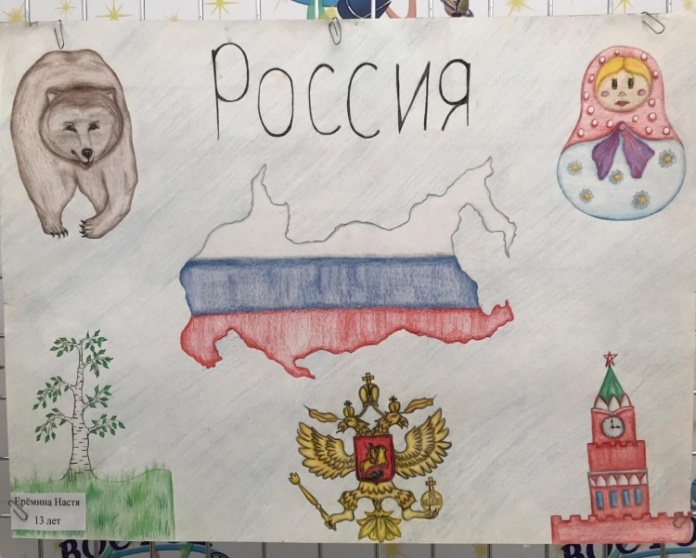 Россия
Ерёмина Настя
13 лет